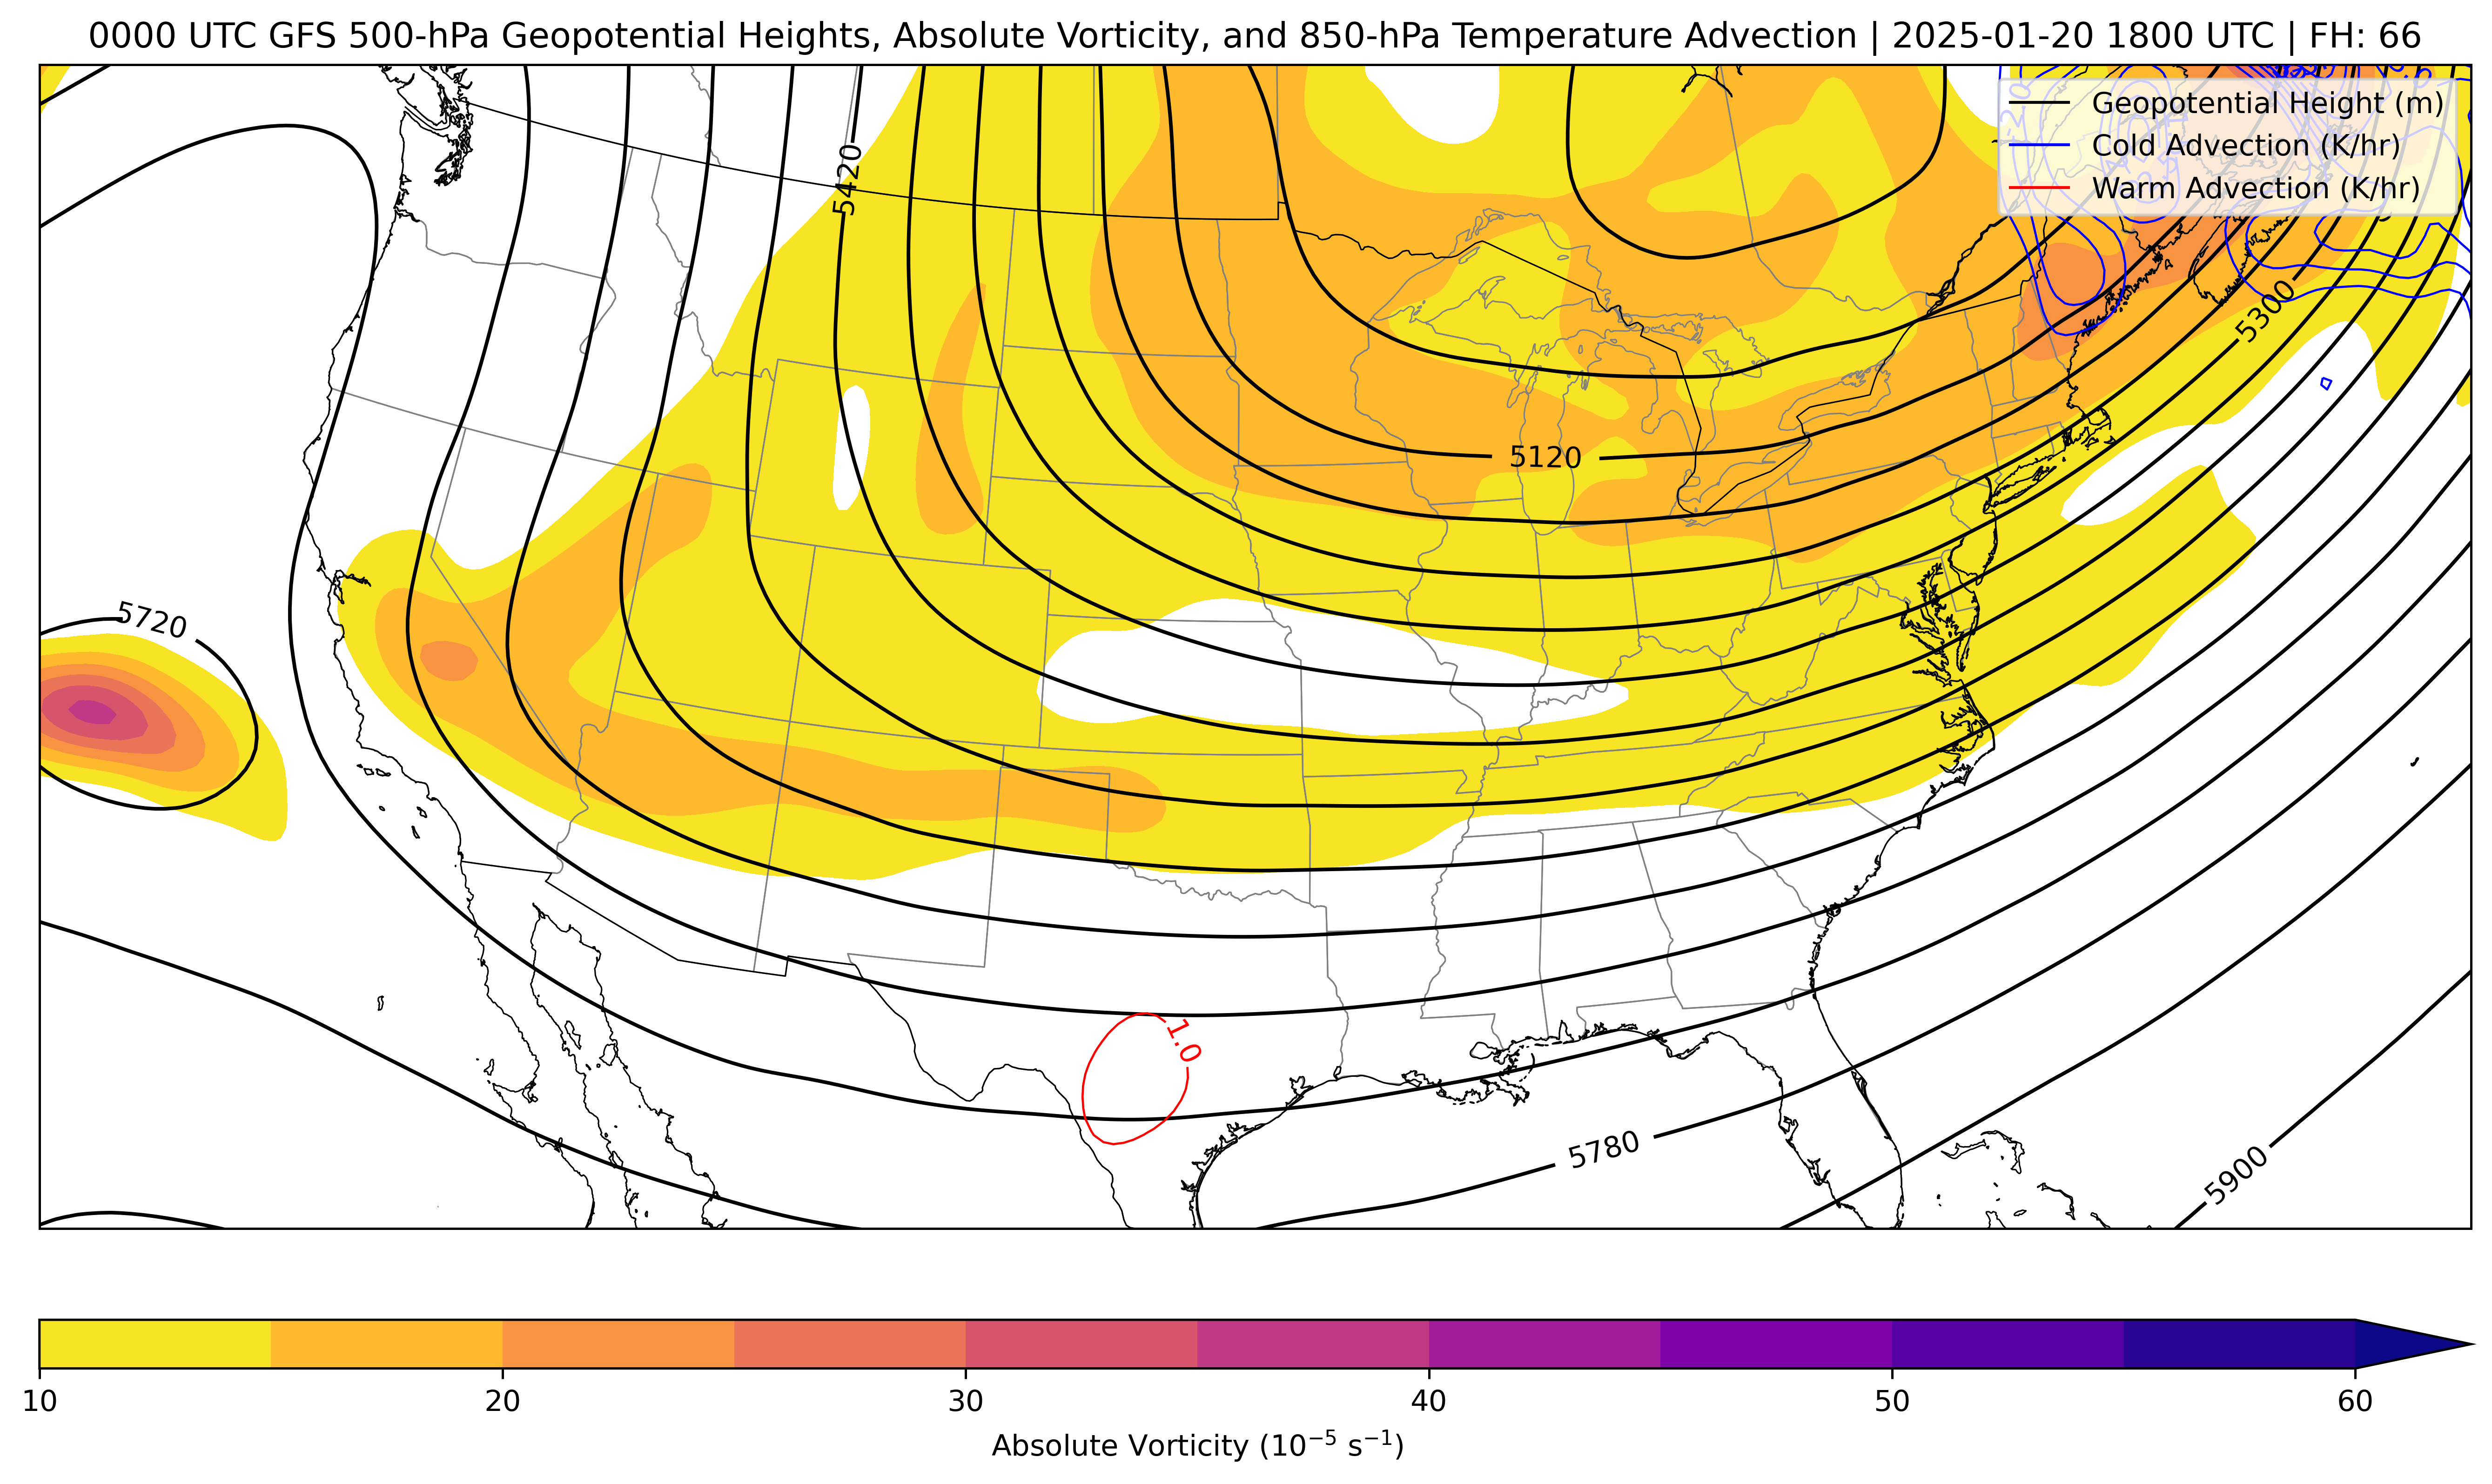 0000 UTC GFS 500-hPa Geopotential Heights, Absolute Vorticity, and 850-hPa Temperature Advection | 2025-01-20 1800 UTC | FH: 66
Geopotential Height (m)
Cold Advection (K/hr)
Warm Advection (K/hr)
5420
5300
5120
5720
1.0
5780
5900
10 20 30 40 50 60
Absolute Vorticity (10⁻⁵ s⁻¹)